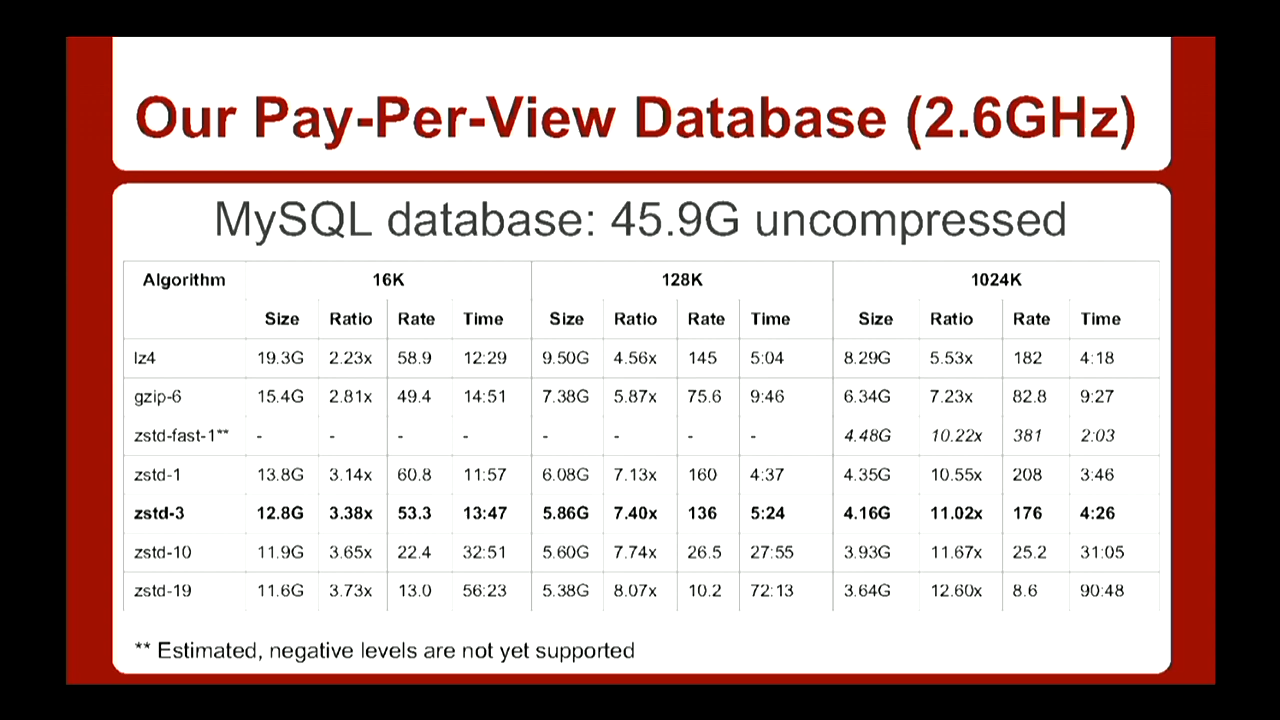 Our Pay-Per-View Database (2.6GHz)
MySQL database: 45.9G uncompressed
Algorithm 16K 128K 1024K
Size Ratio Rate Time Size Ratio Rate Time Size Ratio Rate Time
lz4 19.3G 2.23x 58.9 12:29 9.50G 4.56x 145 5:04 8.29G 5.53x 182 4:18
gzip-6 15.4G 2.81x 49.4 14:51 7.38G 5.87x 75.6 9:46 6.34G 7.23x 82.8 9:27
zstd-fast-1** - - - - - - - - 4.48G 10.22x 381 2:03
zstd-1 13.8G 3.14x 60.8 11:57 6.08G 7.13x 160 4:37 4.35G 10.55x 208 3:46
zstd-3 12.8G 3.38x 53.3 13:47 5.86G 7.40x 136 5:24 4.16G 11.02x 176 4:26
zstd-10 11.9G 3.65x 22.4 32:51 5.60G 7.74x 26.5 27:55 3.93G 11.67x 25.2 31:05
zstd-19 11.6G 3.73x 13.0 56:23 5.38G 8.07x 10.2 72:13 3.64G 12.60x 8.6 90:48
** Estimated, negative levels are not yet supported